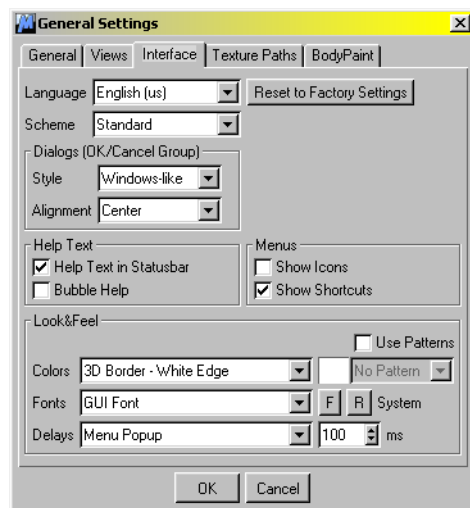 General Settings
General Views Interface Texture Paths BodyPaint
Language English (us) Reset to Factory Settings
Scheme Standard
Dialogs (OK/Cancel Group)
Style Windows-like
Alignment Center
Help Text Menus
Help Text in Statusbar Show Icons
Bubble Help Show Shortcuts
Look&Feel
Use Patterns
Colors 3D Border - White Edge No Pattern
Fonts GUI Font F R System
Delays Menu Popup 100 ms
OK Cancel